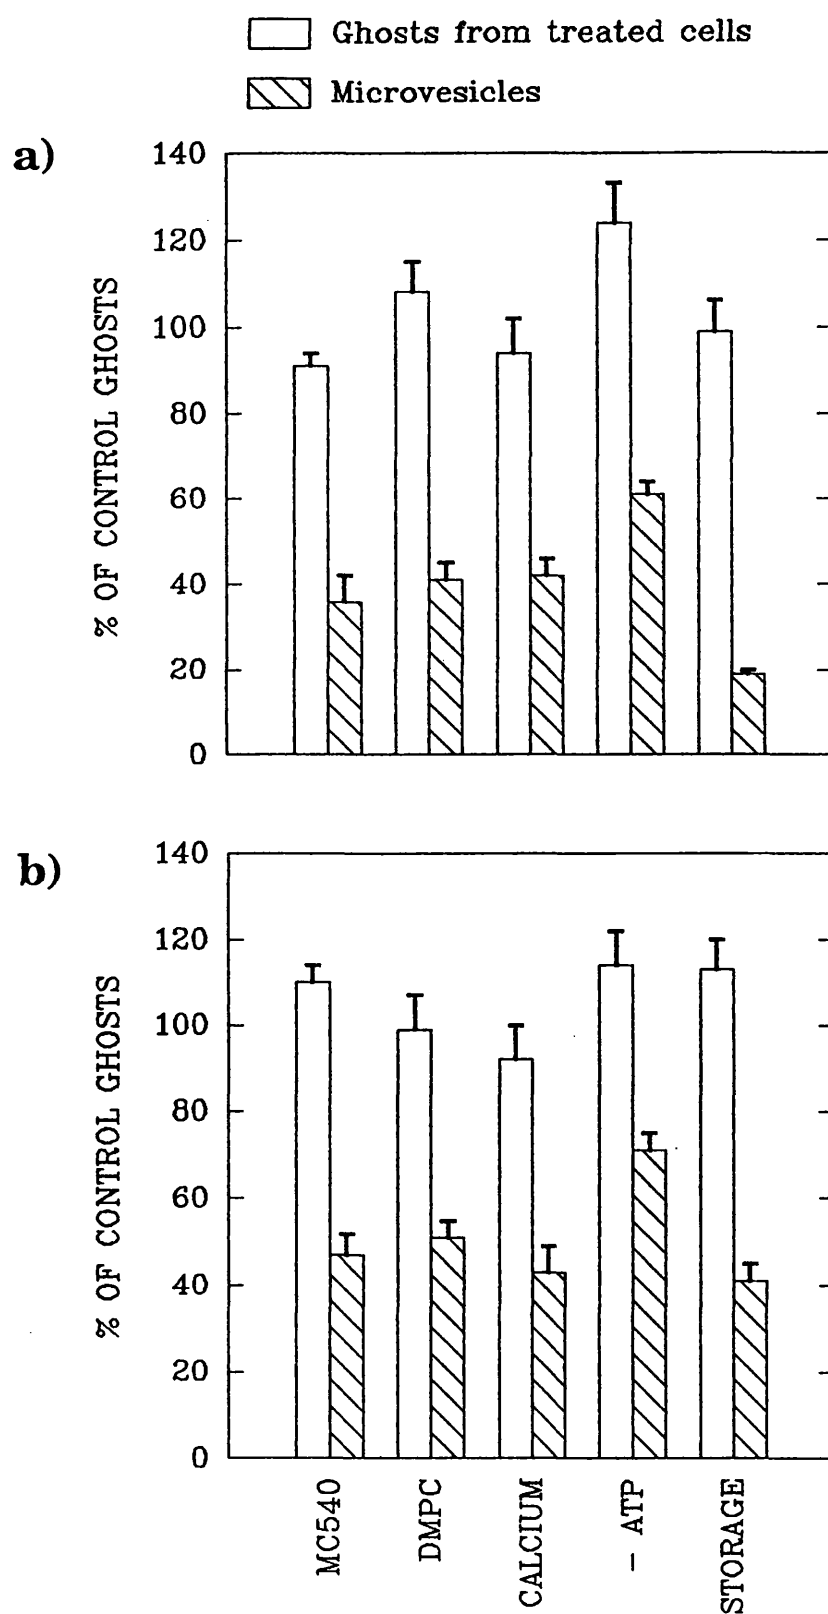 Ghosts from treated cells
Microvesicles
a)
% OF CONTROL GHOSTS
140
120
100
80
60
40
20
0
b)
% OF CONTROL GHOSTS
140
120
100
80
60
40
20
0
MC540
DMPC
CALCIUM
– ATP
STORAGE